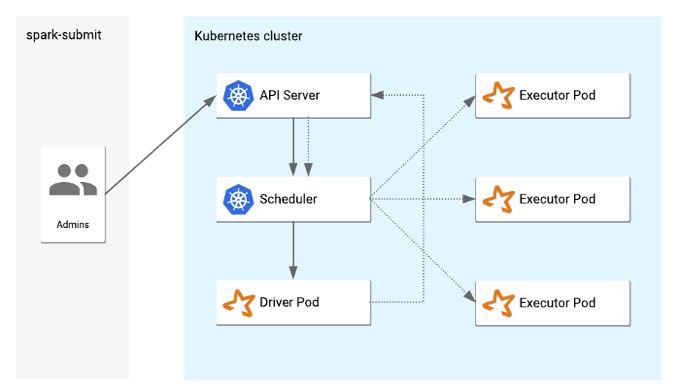 spark-submit
Kubernetes cluster
API Server
Executor Pod
Admins
Scheduler
Executor Pod
Driver Pod
Executor Pod